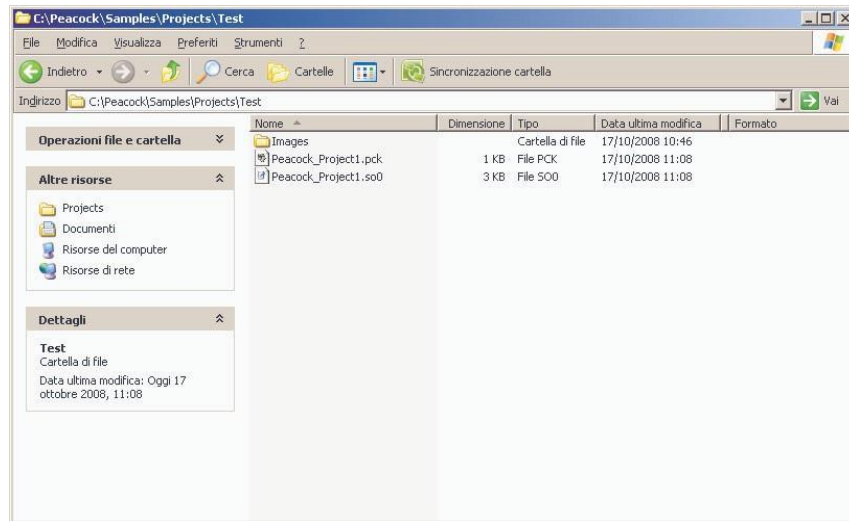 C:\Peacock\Samples\Projects\Test
File Modifica Visualizza Preferiti Strumenti ?
Indietro Cerca Cartelle Sincronizzazione cartella
Indirizzo C:\Peacock\Samples\Projects\Test Vai
Nome Dimensione Tipo Data ultima modifica Formato
Operazioni file e cartella
Images Cartella di file 17/10/2008 10:46
Peacock_Project1.pck 1 KB File PCK 17/10/2008 11:08
Peacock_Project1.so0 3 KB File SO0 17/10/2008 11:08
Altre risorse
Projects
Documenti
Risorse del computer
Risorse di rete
Dettagli
Test
Cartella di file
Data ultima modifica: Oggi 17
ottobre 2008, 11:08